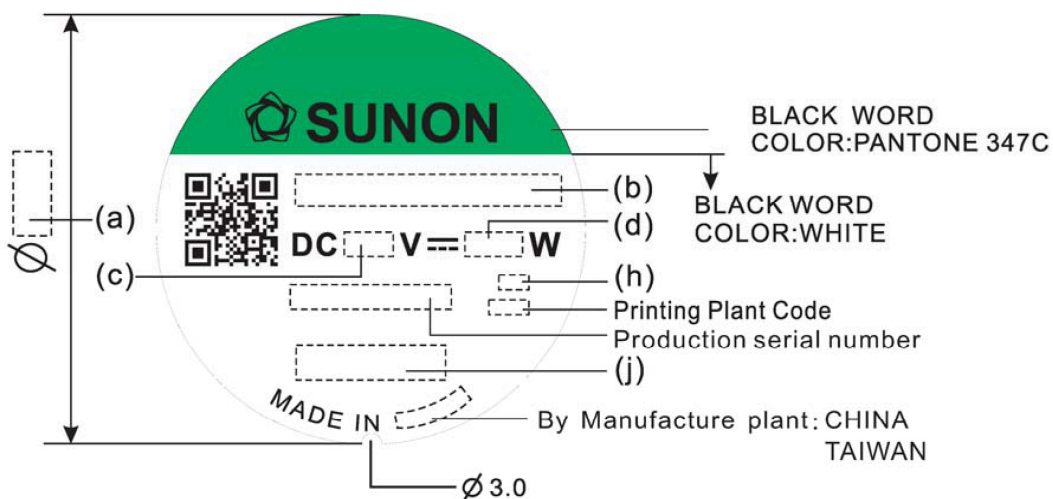 SUNON
BLACK WORD
COLOR:PANTONE 347C
(b)
(a)
BLACK WORD
COLOR:WHITE
(d)
DC V W
(c)
(h)
Printing Plant Code
Production serial number
(j)
MADE IN
By Manufacture plant: CHINA
TAIWAN
Ø
Ø 3.0